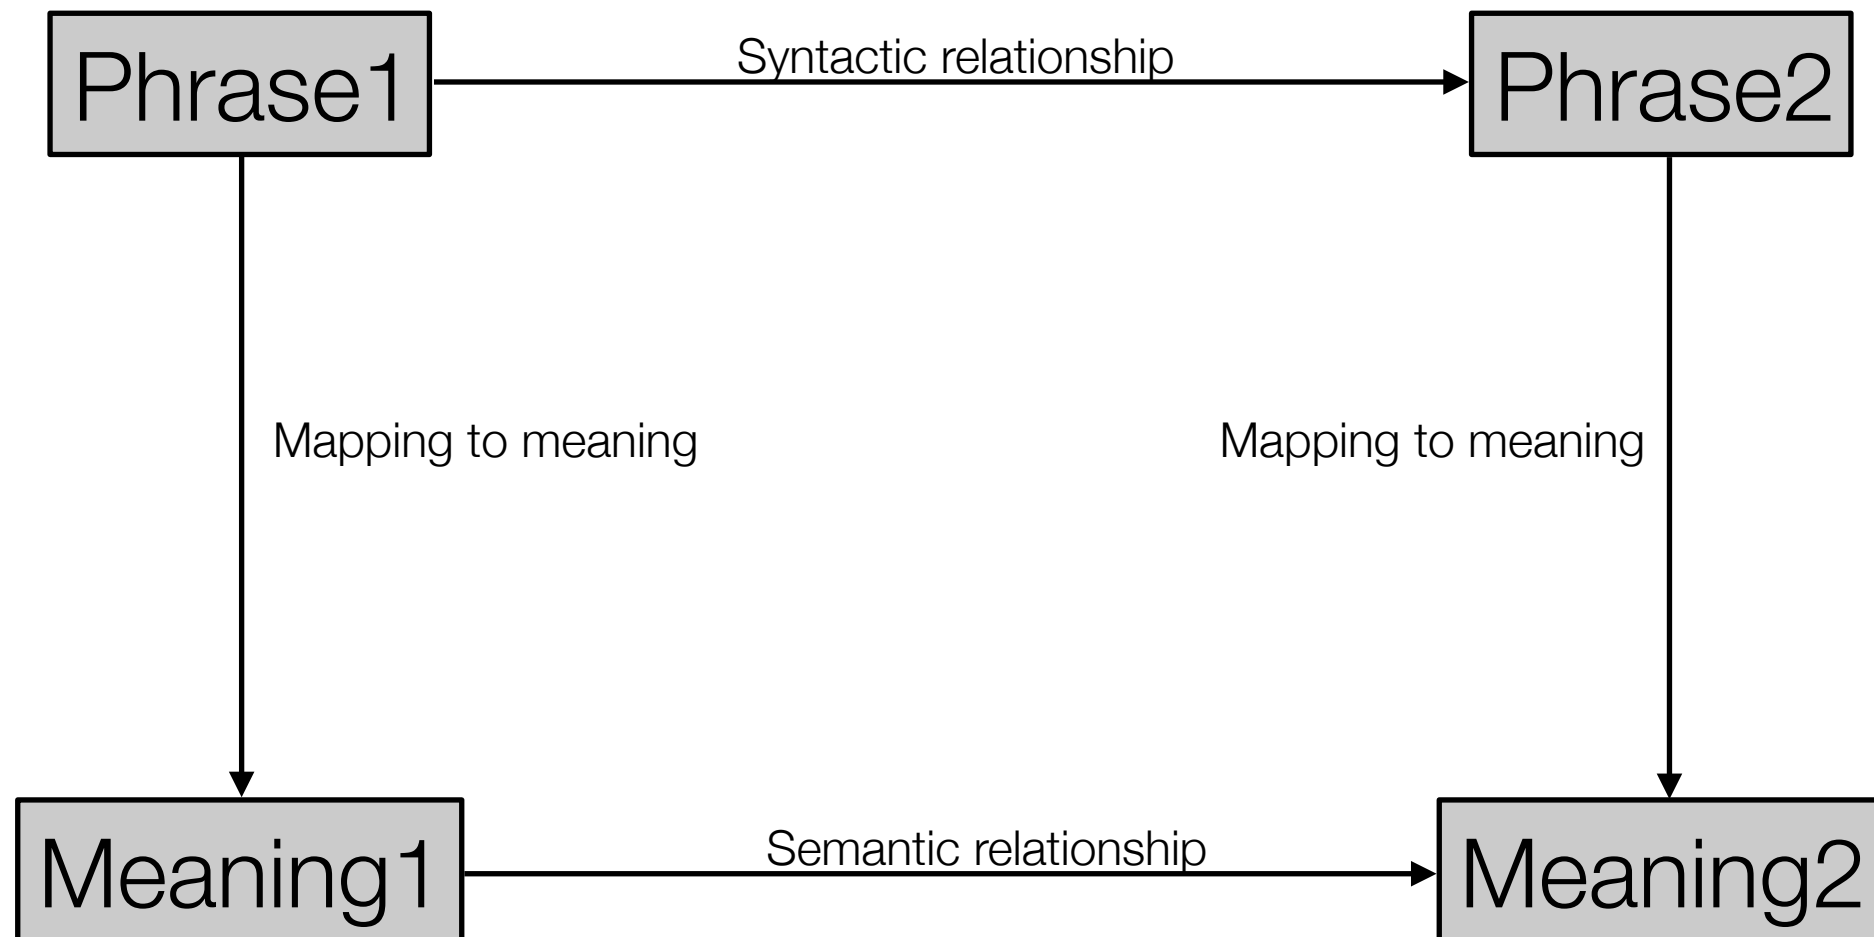 Phrase1
Syntactic relationship
Phrase2
Mapping to meaning
Mapping to meaning
Meaning1
Semantic relationship
Meaning2